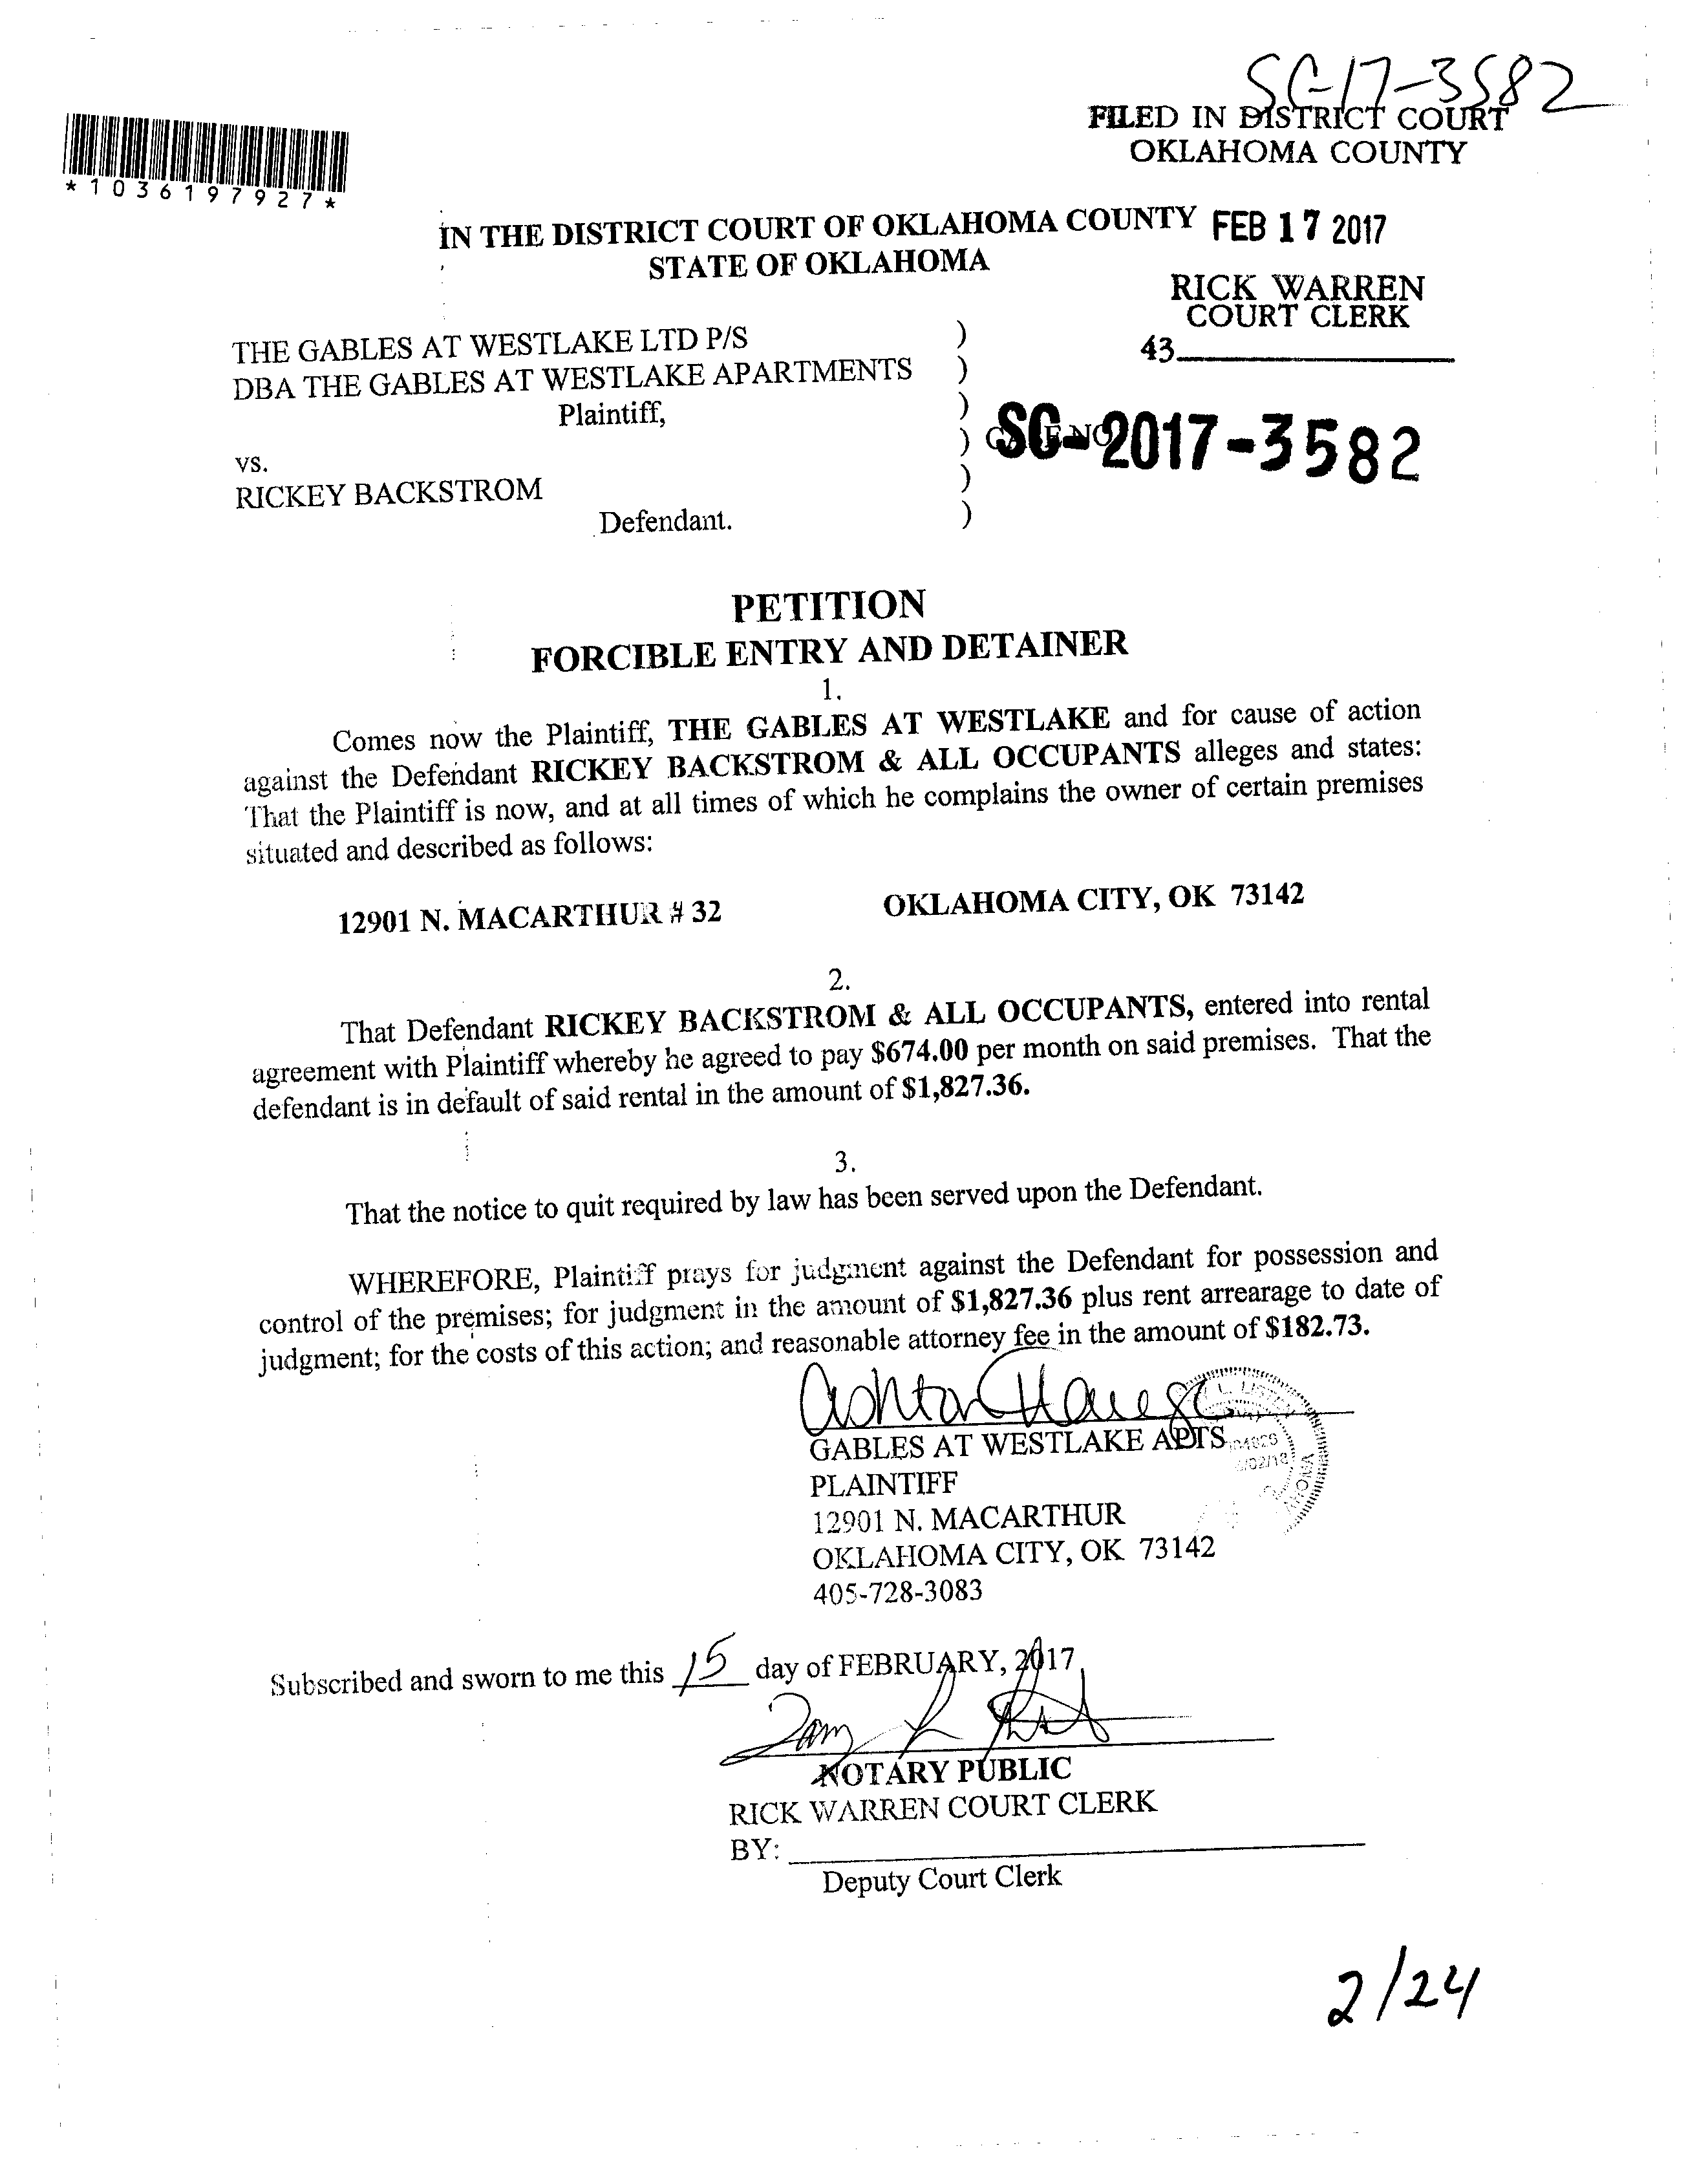 SC-17-3582
FILED IN DISTRICT COURT
OKLAHOMA COUNTY
*1036197927*
IN THE DISTRICT COURT OF OKLAHOMA COUNTY
STATE OF OKLAHOMA
FEB 17 2017
RICK WARREN
COURT CLERK
43
THE GABLES AT WESTLAKE LTD P/S )
DBA THE GABLES AT WESTLAKE APARTMENTS )
Plaintiff, )
) CASE NO
SC-2017-3582
vs.
RICKEY BACKSTROM )
Defendant. )
PETITION
FORCIBLE ENTRY AND DETAINER
1.
Comes now the Plaintiff, THE GABLES AT WESTLAKE and for cause of action
against the Defendant RICKEY BACKSTROM & ALL OCCUPANTS alleges and states:
That the Plaintiff is now, and at all times of which he complains the owner of certain premises
situated and described as follows:
12901 N. MACARTHUR # 32 OKLAHOMA CITY, OK 73142
2.
That Defendant RICKEY BACKSTROM & ALL OCCUPANTS, entered into rental
agreement with Plaintiff whereby he agreed to pay $674.00 per month on said premises. That the
defendant is in default of said rental in the amount of $1,827.36.
3.
That the notice to quit required by law has been served upon the Defendant.
WHEREFORE, Plaintiff prays for judgment against the Defendant for possession and
control of the premises; for judgment in the amount of $1,827.36 plus rent arrearage to date of
judgment; for the costs of this action; and reasonable attorney fee in the amount of $182.73.
GABLES AT WESTLAKE APTS
PLAINTIFF
12901 N. MACARTHUR
OKLAHOMA CITY, OK 73142
405-728-3083
Subscribed and sworn to me this 15 day of FEBRUARY, 2017
NOTARY PUBLIC
RICK WARREN COURT CLERK
BY:
Deputy Court Clerk
2/24